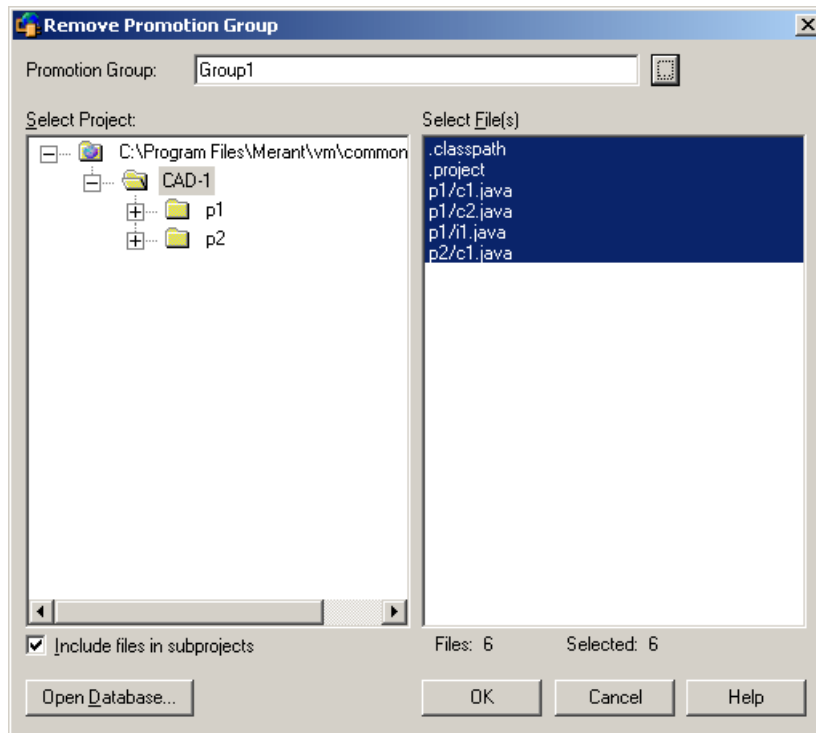 Remove Promotion Group
Promotion Group: Group1
Select Project:
C:\Program Files\Merant\vm\common
CAD-1
p1
p2
Select File(s)
.classpath
.project
p1/c1.java
p1/c2.java
p1/i1.java
p2/c1.java
Include files in subprojects
Files: 6 Selected: 6
Open Database... OK Cancel Help